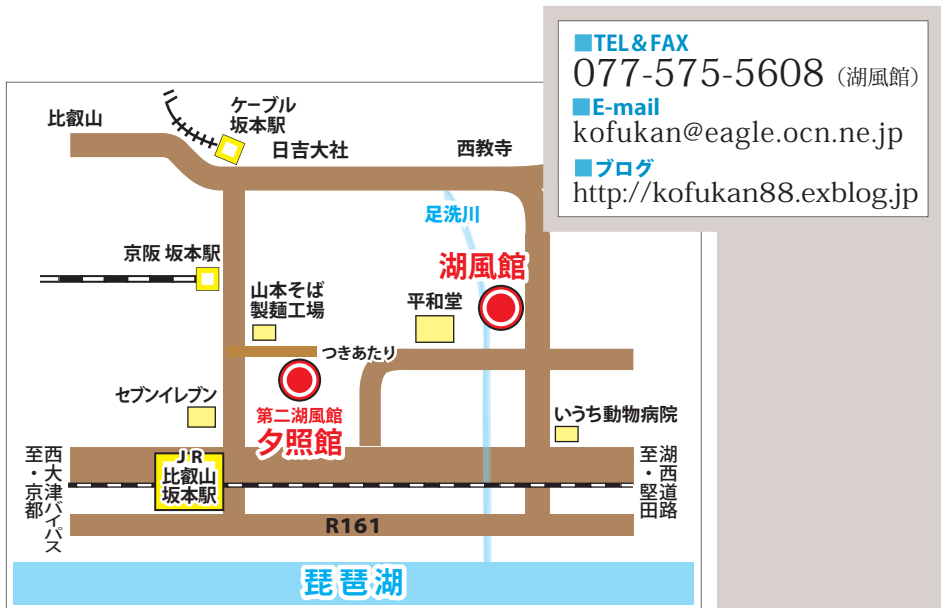 ■TEL＆FAX
077-575-5608（湖風館）
■E-mail
kofukan@eagle.ocn.ne.jp
■ブログ
http://kofukan88.exblog.jp
比叡山
ケーブル
坂本駅
日吉大社
西教寺
足洗川
京阪 坂本駅
湖風館
山本そば
製麺工場
平和堂
つきあたり
セブンイレブン
第二湖風館
夕照館
いうち動物病院
JR
比叡山
坂本駅
西大津バイパス
至・京都
湖西道路
至・堅田
R161
琵琶湖